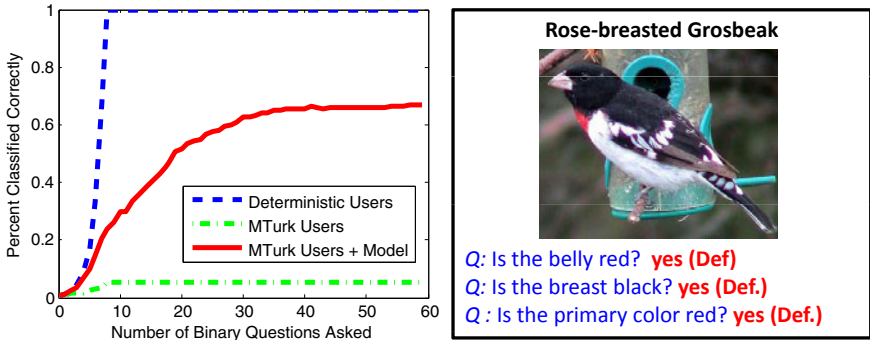 Percent Classified Correctly
1
0.8
0.6
0.4
0.2
0
0 10 20 30 40 50 60
Number of Binary Questions Asked
Deterministic Users
MTurk Users
MTurk Users + Model
Rose-breasted Grosbeak
Q: Is the belly red? yes (Def)
Q: Is the breast black? yes (Def.)
Q : Is the primary color red? yes (Def.)